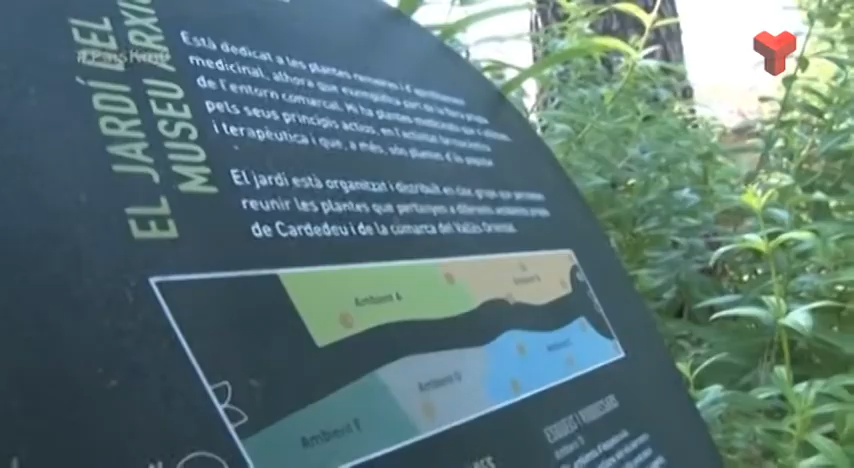 EL JARDÍ DEL
MUSEU
#PaísKm0
Està dedicat a les plantes remeieres i d'aprofitament
medicinal, alhora que exemplifica part de la flora pròpia
de l'entorn comarcal. Hi ha plantes medicinals que s'utilitzen
pels seus principis actius, en l'activitat farmacèutica
i terapèutica i que, a més, són plantes d'ús popular
El jardí està organitzat i distribuït en cinc grups que permeten
reunir les plantes que pertanyen a diferents ambients
de Cardedeu i de la comarca del Vallès Oriental.
Ambient A
Ambient D
Ambient E